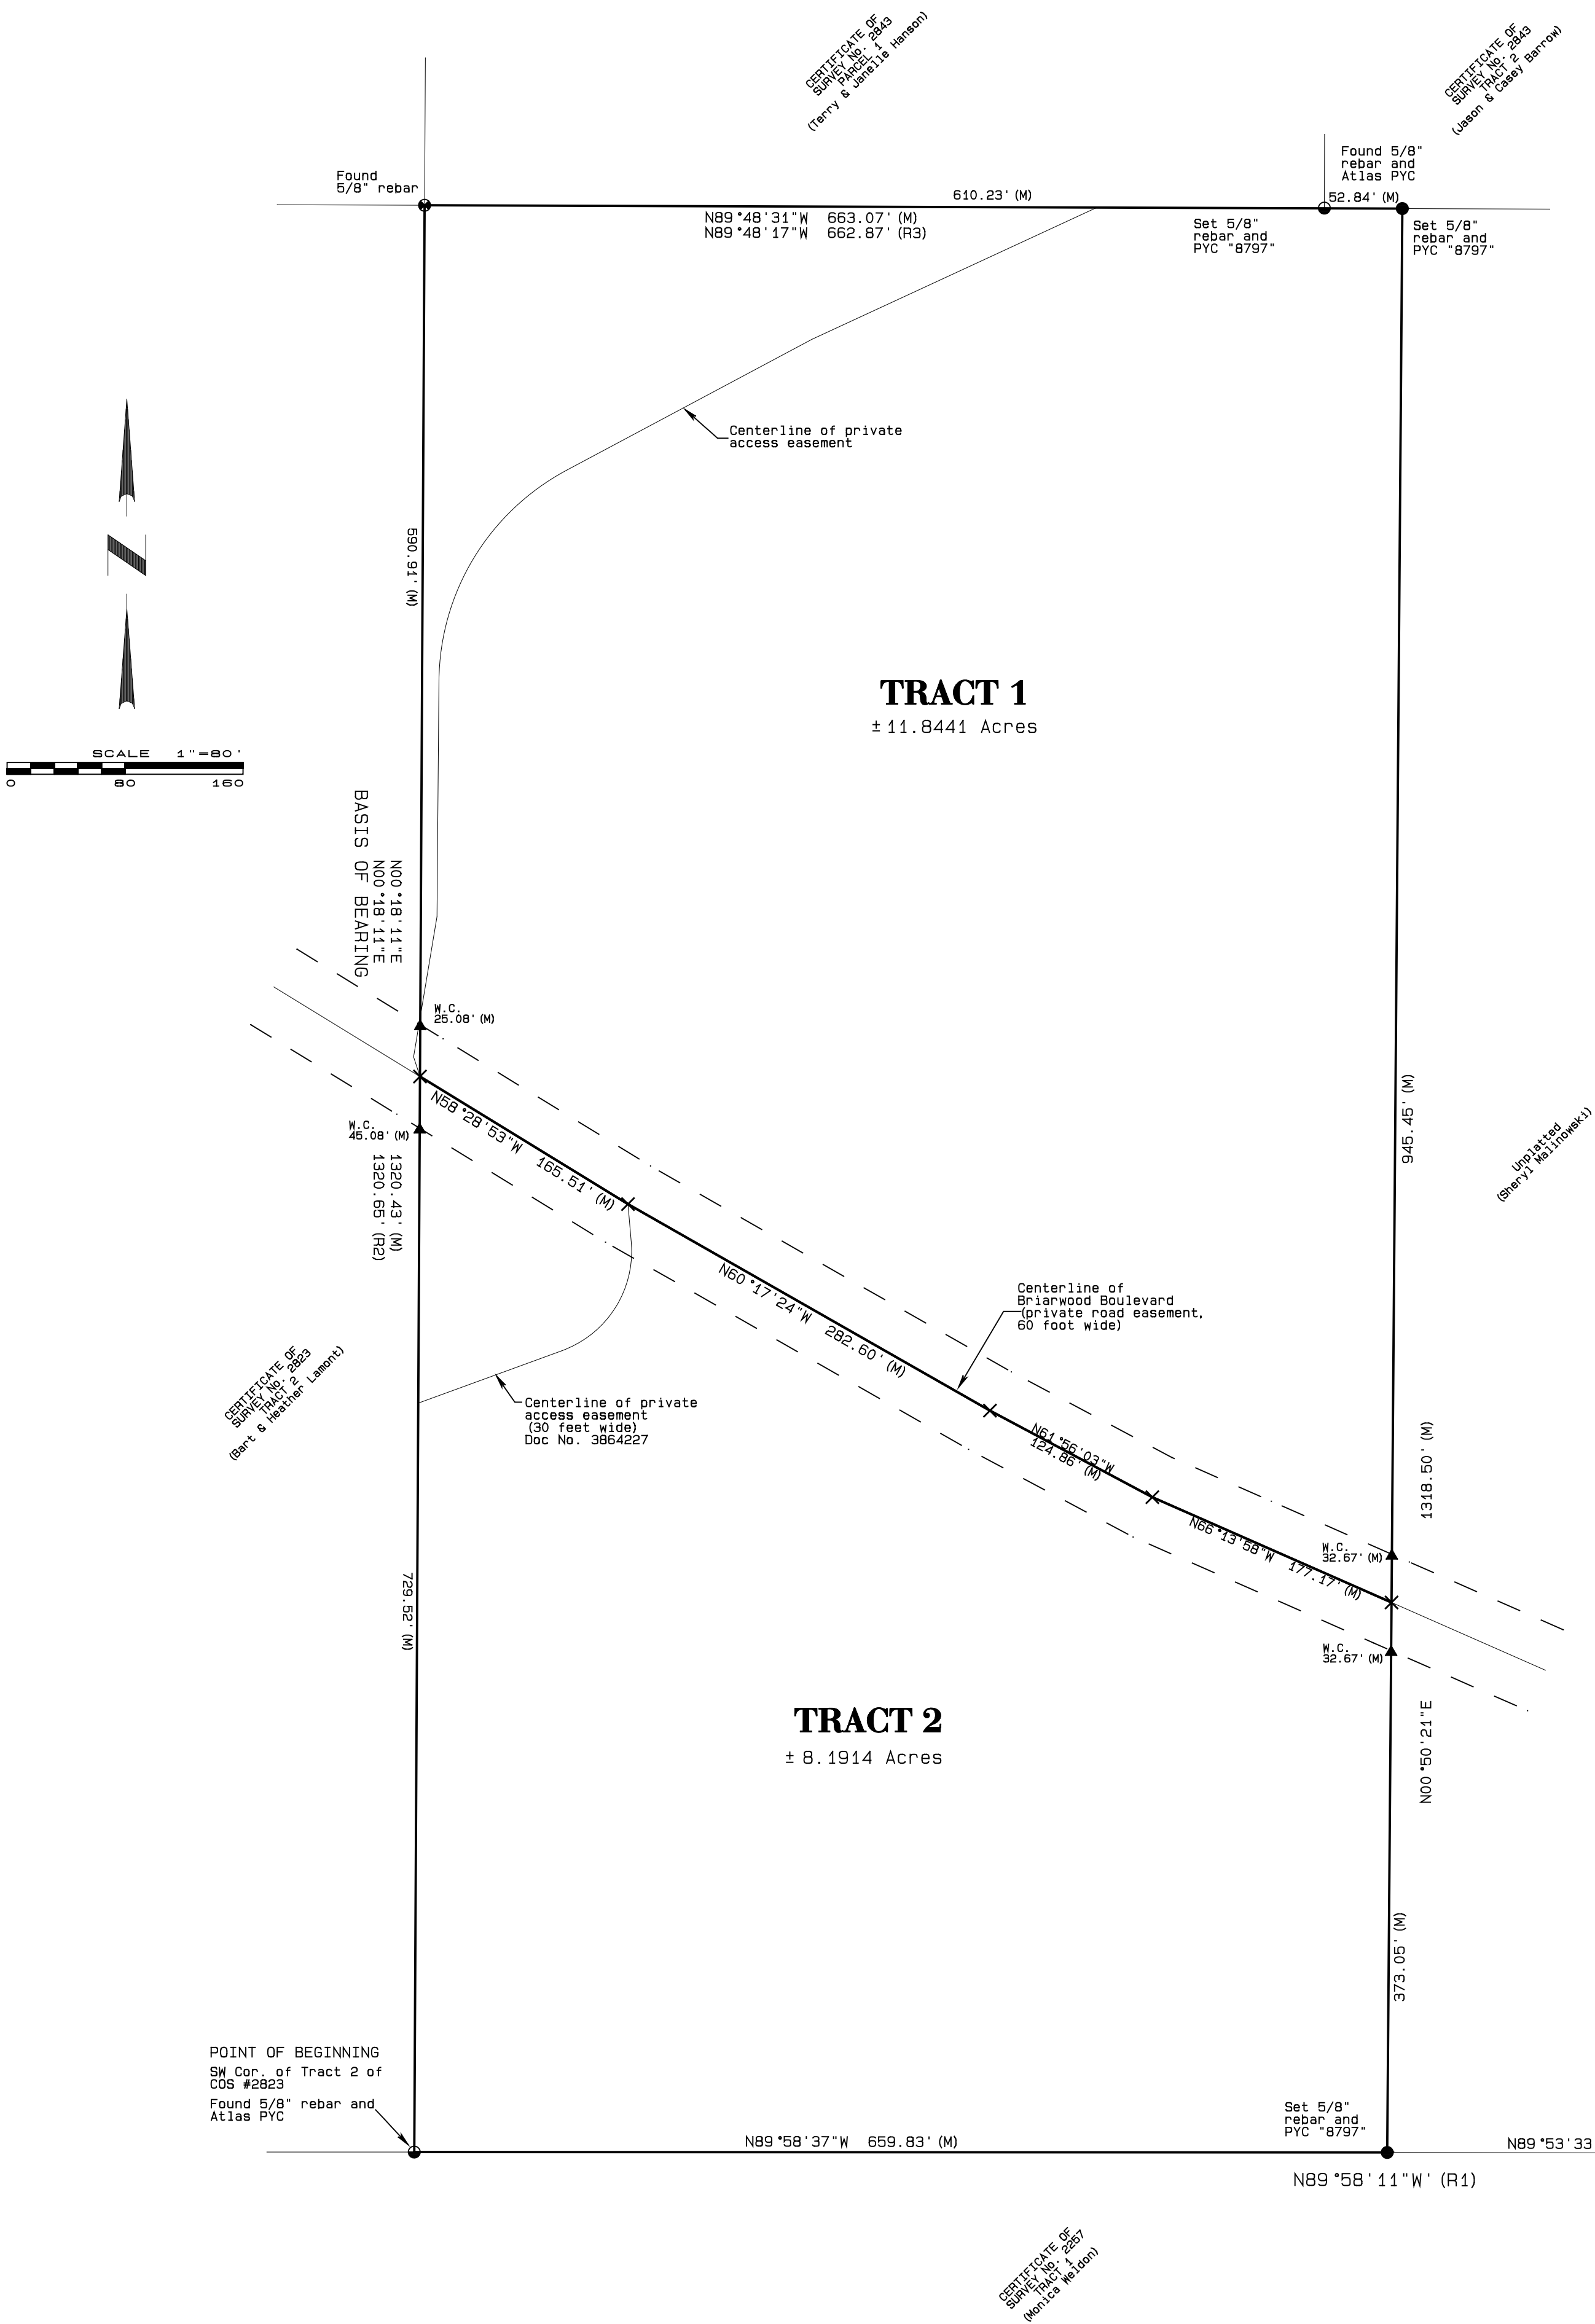 CERTIFICATE OF
SURVEY No. 2843
PARCEL 1
(Terry & Janelle Hanson)
CERTIFICATE OF
SURVEY No. 2843
TRACT 2
(Jason & Casey Barrow)
Found
5/8" rebar
Found 5/8"
rebar and
Atlas PYC
610.23' (M)
52.84' (M)
N89°48'31"W 663.07' (M)
N89°48'17"W 662.87' (R3)
Set 5/8"
rebar and
PYC "8797"
Set 5/8"
rebar and
PYC "8797"
Centerline of private
access easement
590.91' (M)
N
TRACT 1
± 11.8441 Acres
SCALE 1"=80'
0 80 160
BASIS OF BEARING
N00°18'11"E
N00°18'11"E
W.C.
25.08' (M)
W.C.
45.08' (M)
N58°28'53"W 165.51' (M)
1320.43' (M)
1320.65' (R2)
945.45' (M)
Unplatted
(Sheryl Malinowski)
N60°17'24"W 282.60' (M)
Centerline of
Briarwood Boulevard
(private road easement,
60 foot wide)
CERTIFICATE OF
SURVEY No. 2823
TRACT 2
(Bart & Heather Lamont)
Centerline of private
access easement
(30 feet wide)
Doc No. 3864227
N61°56'03"W
124.86' (M)
1318.50' (M)
N66°13'58"W 177.17' (M)
W.C.
32.67' (M)
W.C.
32.67' (M)
729.52' (M)
TRACT 2
± 8.1914 Acres
N00°50'21"E
373.05' (M)
POINT OF BEGINNING
SW Cor. of Tract 2 of
COS #2823
Found 5/8" rebar and
Atlas PYC
Set 5/8"
rebar and
PYC "8797"
N89°58'37"W 659.83' (M)
N89°53'33
N89°58'11"W' (R1)
CERTIFICATE OF
SURVEY No. 2257
TRACT 1
(Monica Weldon)